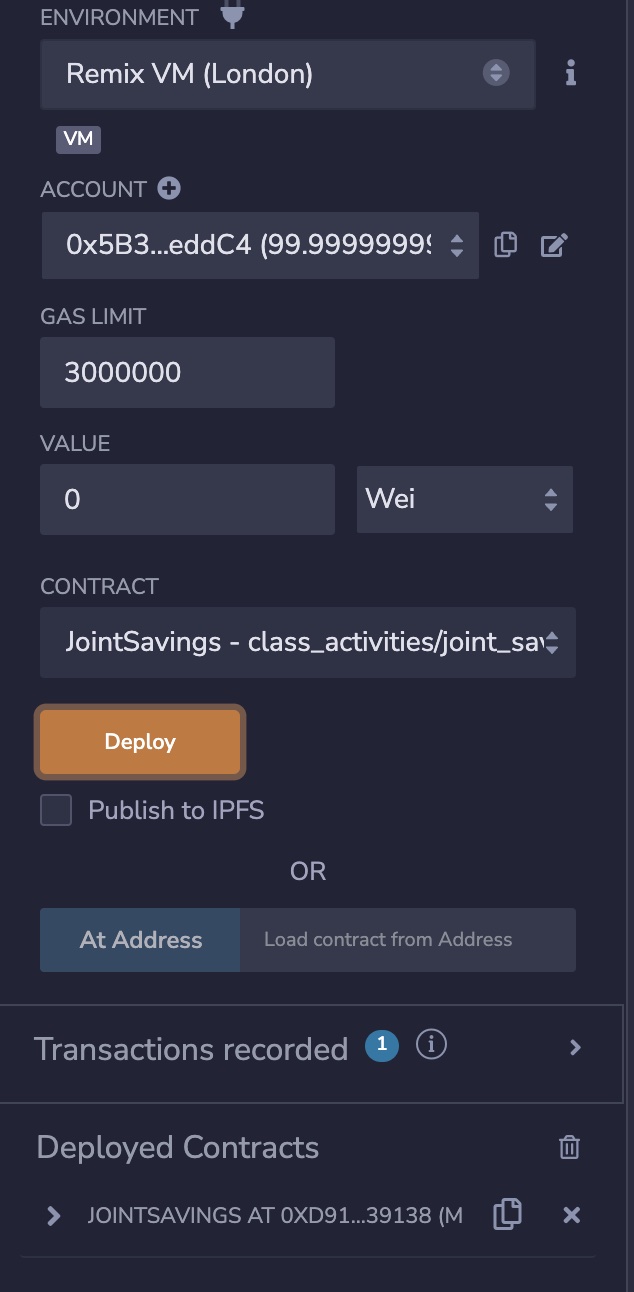 ENVIRONMENT
Remix VM (London)
VM
ACCOUNT
0x5B3...eddC4 (99.99999999
GAS LIMIT
3000000
VALUE
0 Wei
CONTRACT
JointSavings - class_activities/joint_sav
Deploy
Publish to IPFS
OR
At Address Load contract from Address
Transactions recorded 1
Deployed Contracts
JOINTSAVINGS AT 0XD91...39138 (M